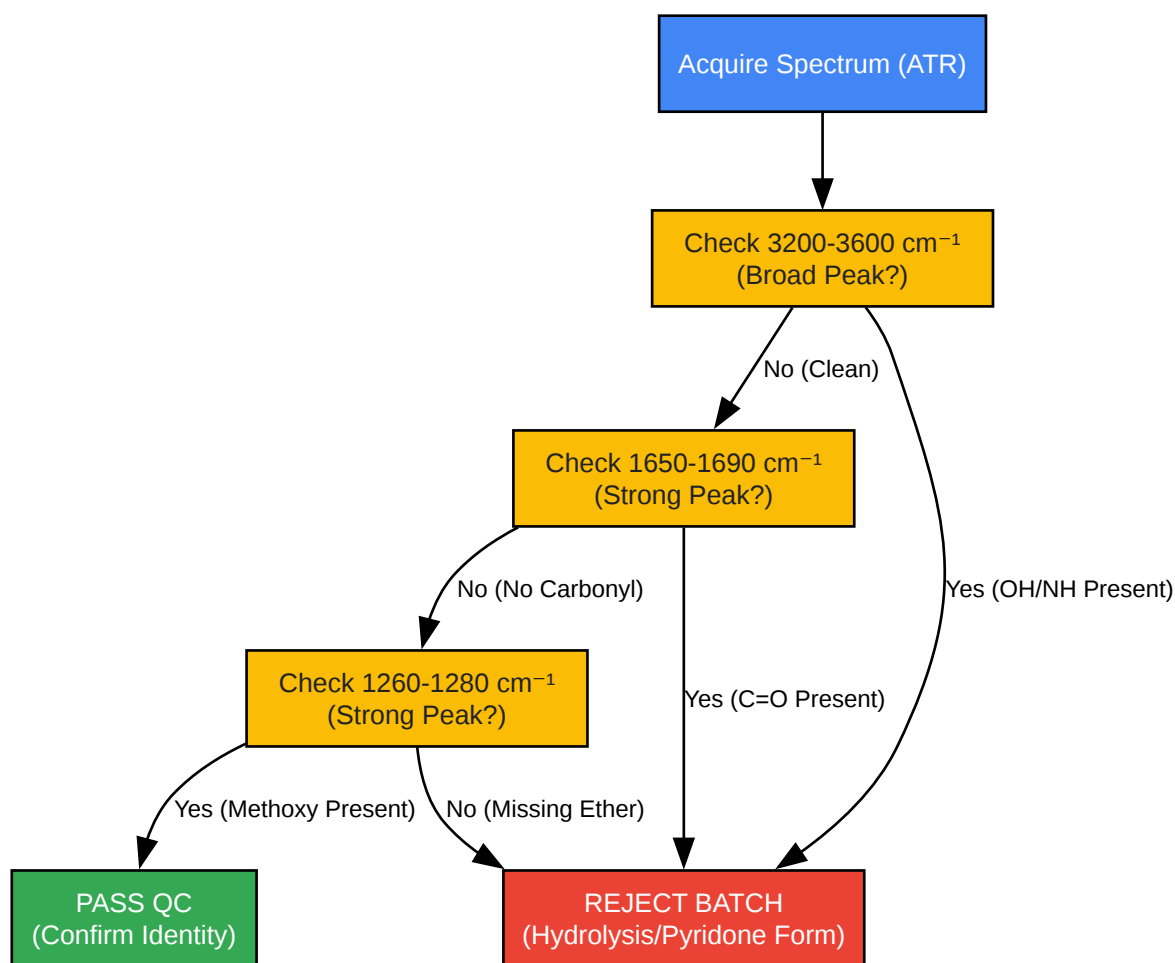 Acquire Spectrum (ATR)
Check 3200-3600 cm⁻¹
(Broad Peak?)
No (Clean)
Check 1650-1690 cm⁻¹
(Strong Peak?)
No (No Carbonyl)
Yes (OH/NH Present)
Check 1260-1280 cm⁻¹
(Strong Peak?)
Yes (C=O Present)
Yes (Methoxy Present)
No (Missing Ether)
PASS QC
(Confirm Identity)
REJECT BATCH
(Hydrolysis/Pyridone Form)